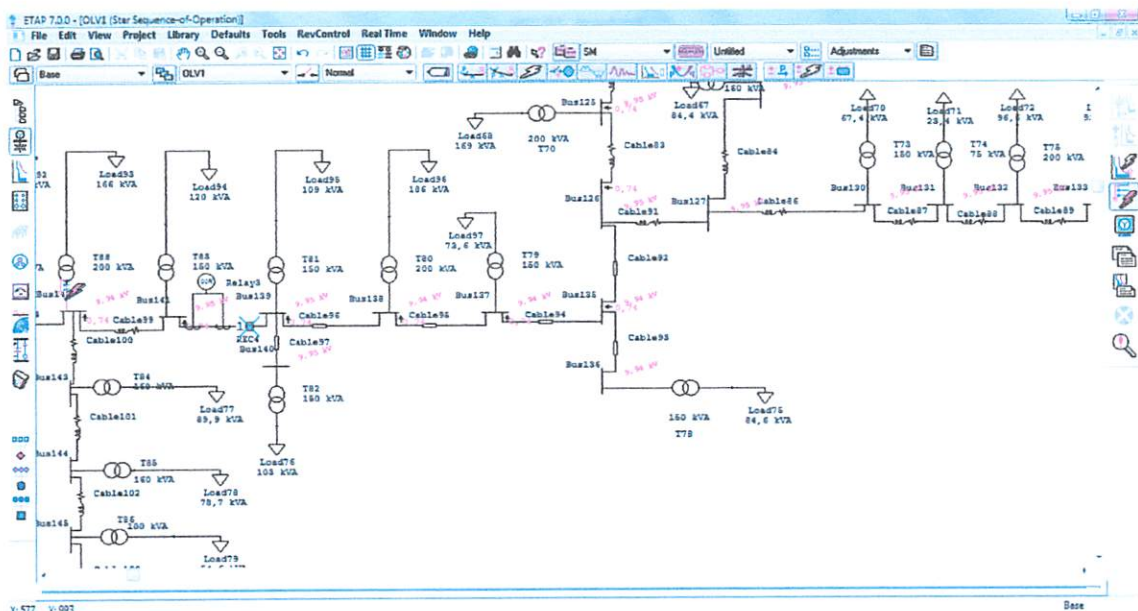 ETAP 7.0.0 - [OLV1 (Star Sequence-of-Operation)]
File Edit View Project Library Defaults Tools RevControl Real Time Window Help
SM Untitled Adjustments
Base OLV1 Normal
Bus125
Load67
84,4 kVA
160 kVA
Load68
169 kVA
200 kVA
T70
Cable83
Cable84
Load70
67,4 kVA
Load71
Load72
T73
150 kVA
T74
75 kVA
T75
200 kVA
Load93
166 kVA
Load94
120 kVA
Load95
109 kVA
Load96
186 kVA
Load97
73,6 kVA
Bus126
Cable91
Bus127
9.95 kV
Cable86
Bus130
Bus131
Bus132
Bus133
Cable87
Cable88
Cable89
T88
200 kVA
150 kVA
Relay3
T81
150 kVA
T80
200 kVA
T79
150 kVA
Cable92
Bus141
Bus139
Bus138
Bus137
Bus135
0,74
Cable99
Cable100
REC4
Bus140
Cable96
Cable95
Cable94
Cable97
Cable93
Bus136
Bus143
T84
160 kVA
Load77
89,9 kVA
T82
150 kVA
150 kVA
T78
Load75
84,6 kVA
Cable101
Load76
103 kVA
Bus144
T85
160 kVA
Load78
78,7 kVA
Cable102
Bus145
T86
Load79
Base